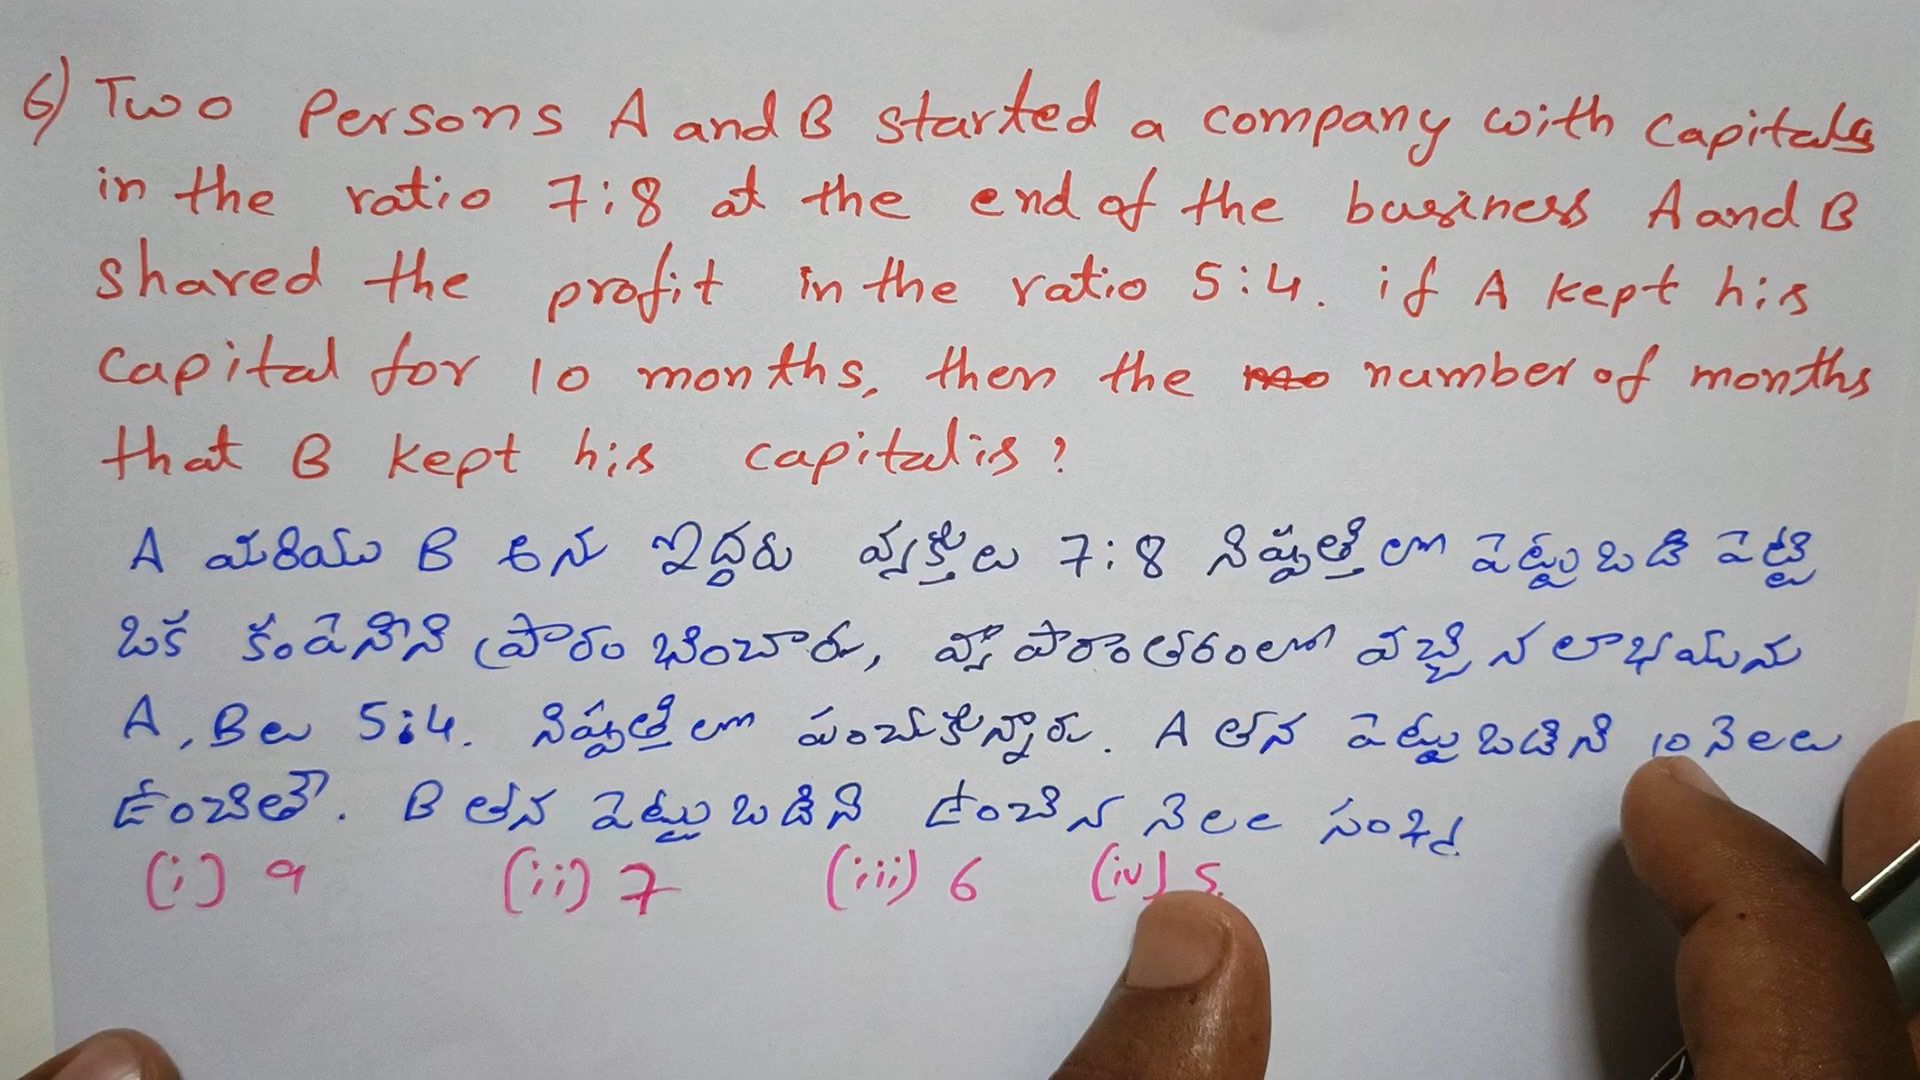 6) Two Persons A and B started a company with capitals
in the ratio 7:8 at the end of the business A and B
shared the profit in the ratio 5:4. if A kept his
capital for 10 months, then the number of months
that B kept his capital is?
A మరియు B అను ఇద్దరు వ్యక్తులు 7:8 నిష్పత్తిలో పెట్టుబడి పెట్టి
ఒక కంపెనీని ప్రారంభించారు, వ్యాపారాంతరంలో వచ్చిన లాభమును
A, B లు 5:4. నిష్పత్తిలో పంచుకొన్నారు. A తన పెట్టుబడిని 10 నెలలు
ఉంచితే. B తన పెట్టుబడిని ఉంచిన నెలల సంఖ్య
(i) 9 (ii) 7 (iii) 6 (iv) 5.